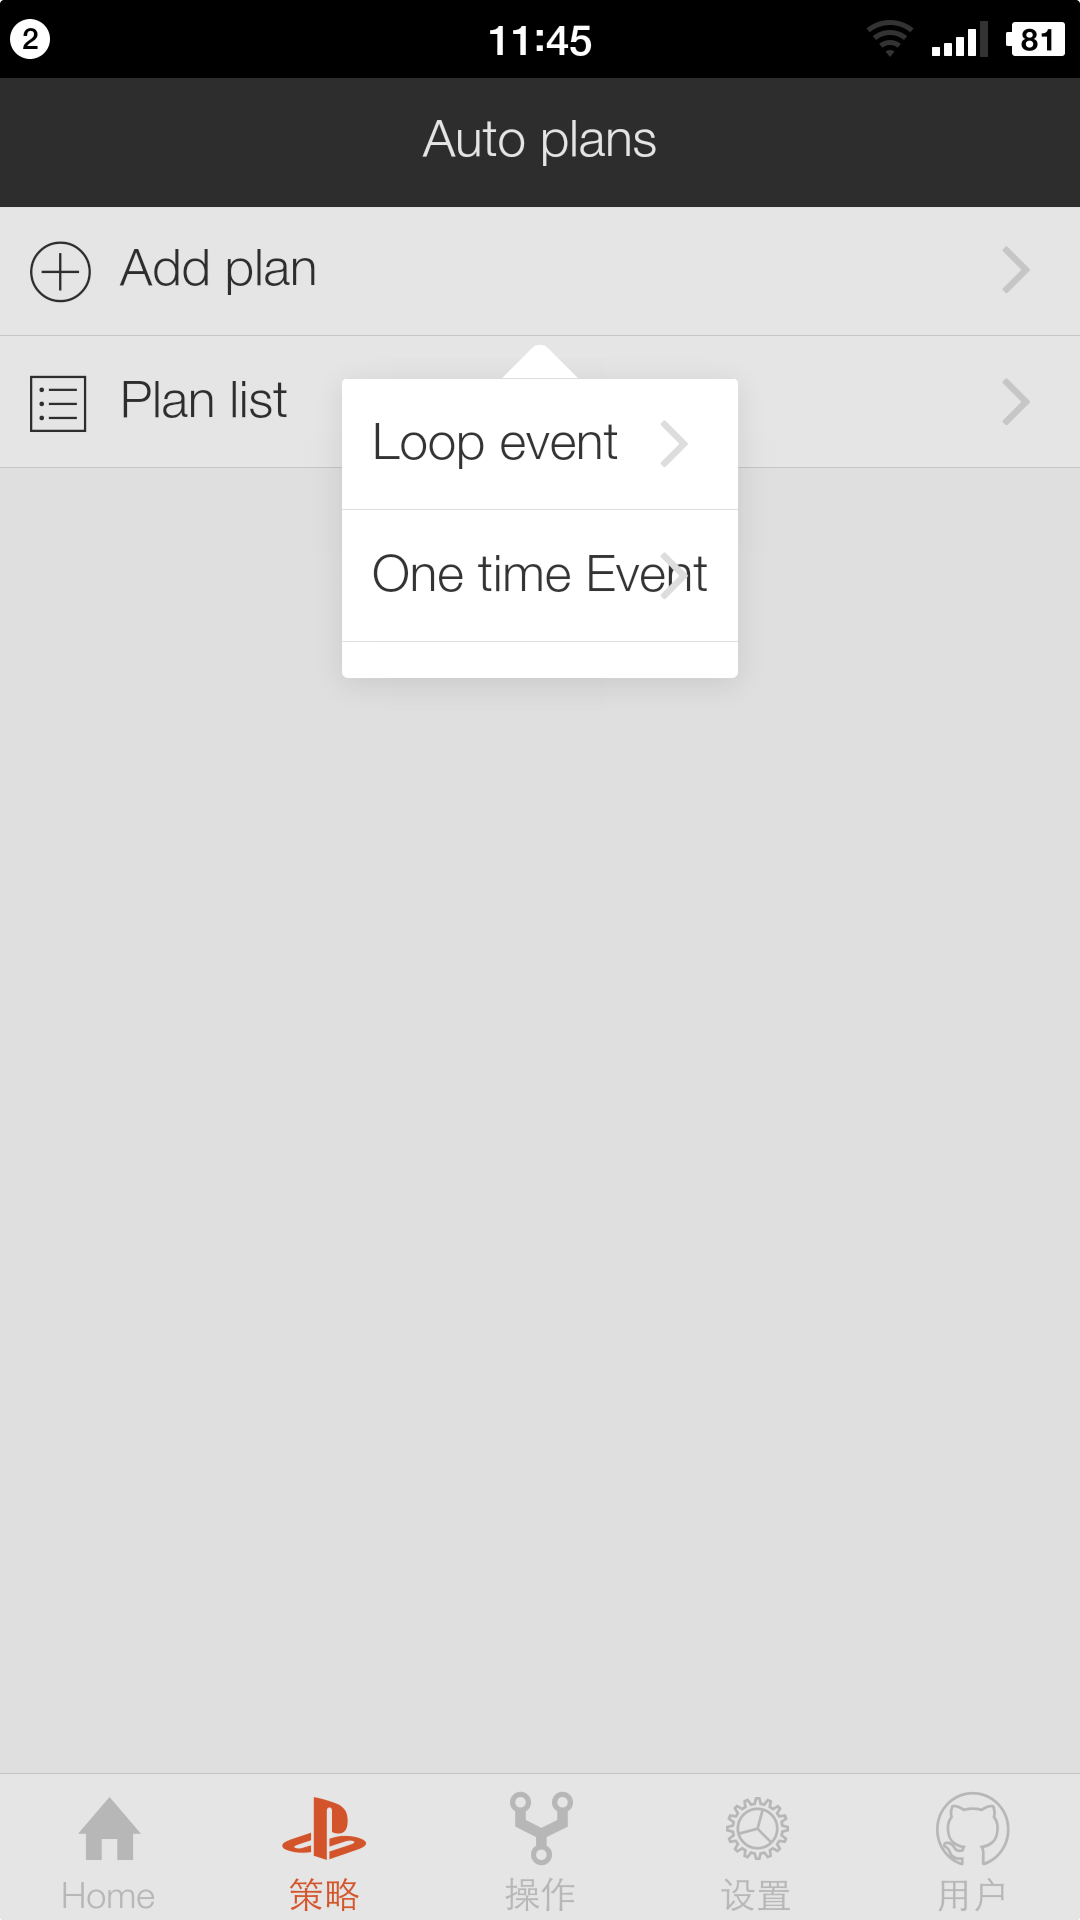 2
11:45
81
Auto plans
Add plan
Plan list
Loop event
One time Event
Home
策略
操作
设置
用户